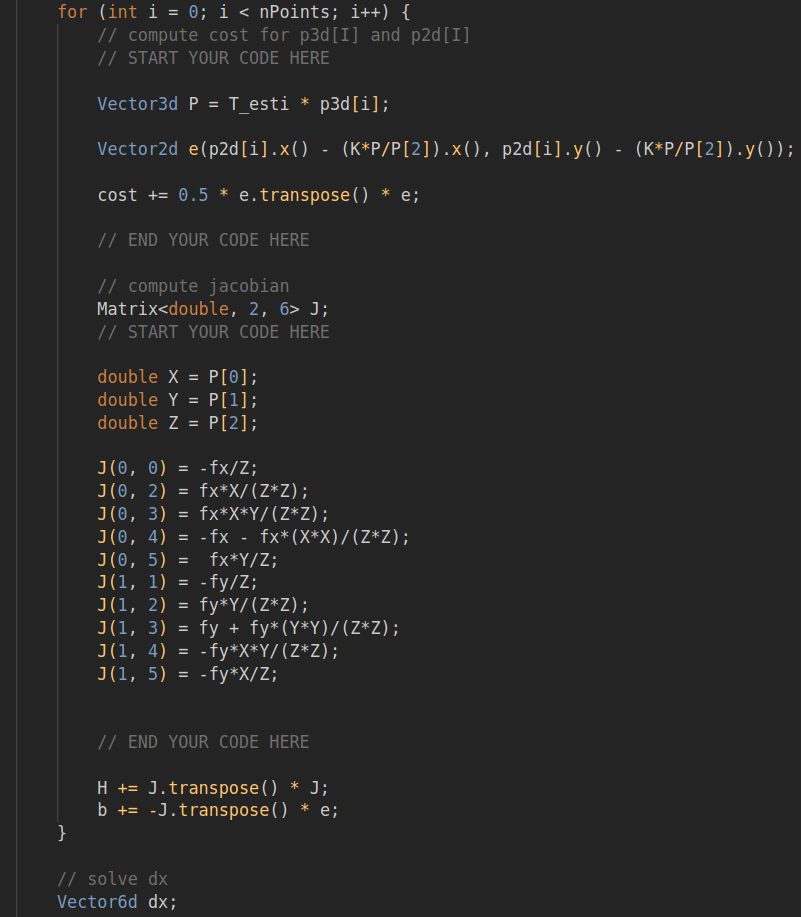 for (int i = 0; i < nPoints; i++) {
// compute cost for p3d[I] and p2d[I]
// START YOUR CODE HERE
Vector3d P = T_esti * p3d[i];
Vector2d e(p2d[i].x() - (K*P/P[2]).x(), p2d[i].y() - (K*P/P[2]).y());
cost += 0.5 * e.transpose() * e;
// END YOUR CODE HERE
// compute jacobian
Matrix<double, 2, 6> J;
// START YOUR CODE HERE
double X = P[0];
double Y = P[1];
double Z = P[2];
J(0, 0) = -fx/Z;
J(0, 2) = fx*X/(Z*Z);
J(0, 3) = fx*X*Y/(Z*Z);
J(0, 4) = -fx - fx*(X*X)/(Z*Z);
J(0, 5) =  fx*Y/Z;
J(1, 1) = -fy/Z;
J(1, 2) = fy*Y/(Z*Z);
J(1, 3) = fy + fy*(Y*Y)/(Z*Z);
J(1, 4) = -fy*X*Y/(Z*Z);
J(1, 5) = -fy*X/Z;
// END YOUR CODE HERE
H += J.transpose() * J;
b += -J.transpose() * e;
}
// solve dx
Vector6d dx;